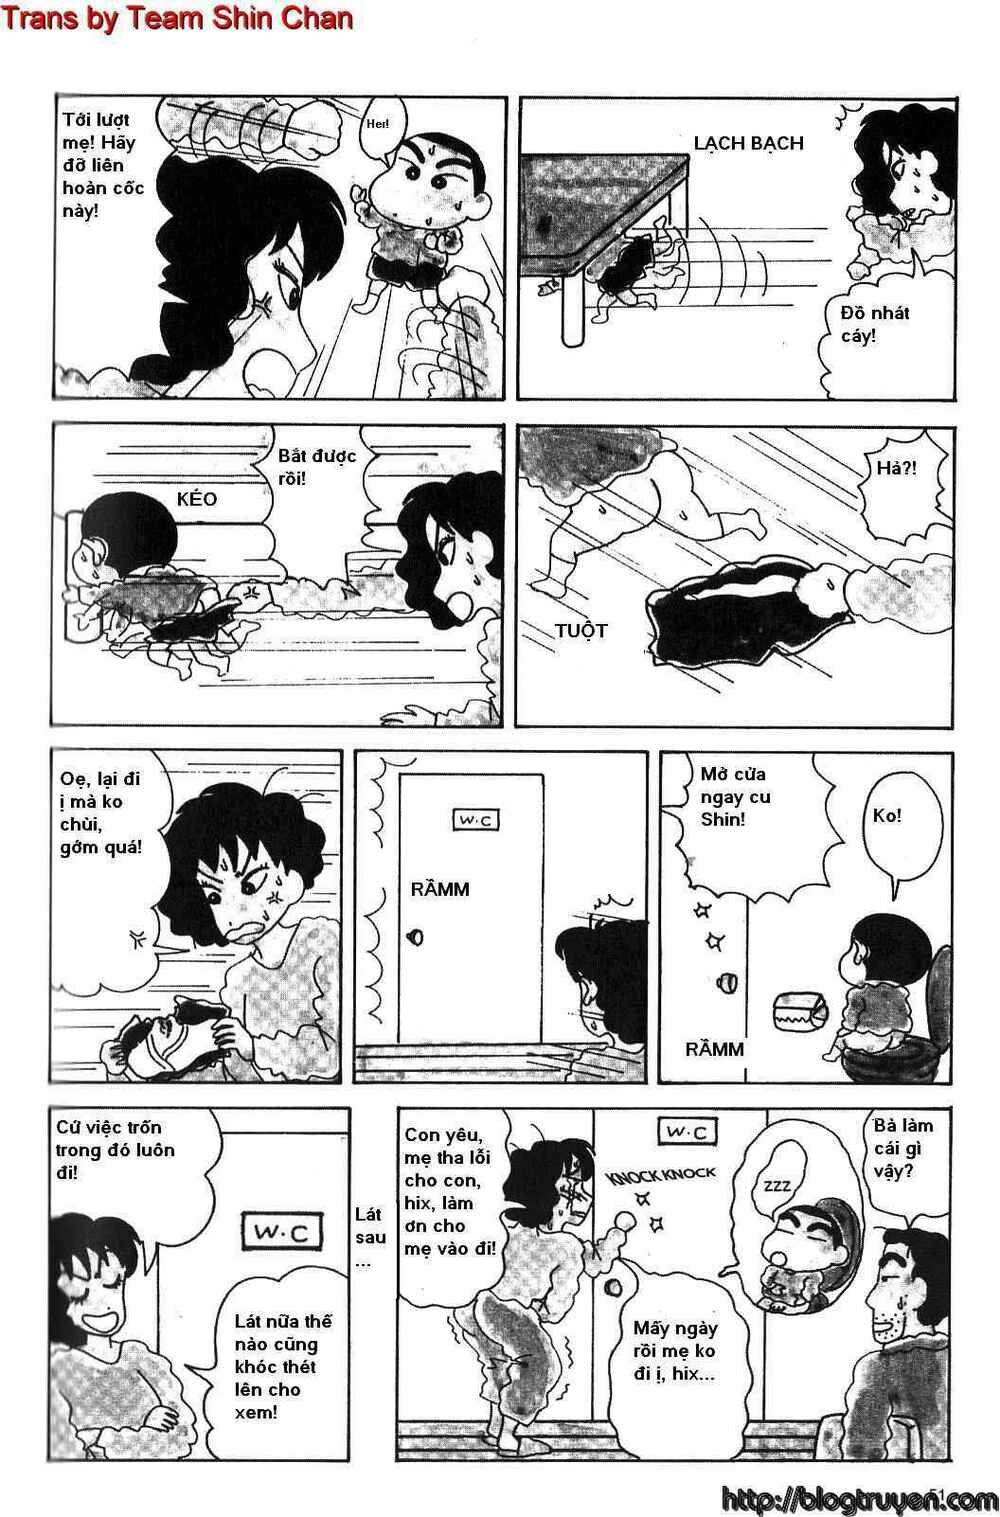 Trans by Team Shin Chan
Tới lượt
mẹ! Hãy
đỡ liên
hoàn cốc
này!
Hei!
LẠCH BẠCH
Đồ nhát
cáy!
KÉO
Bắt được
rồi!
Hả?!
TUỘT
Oẹ, lại đi
ị mà ko
chùi,
gớm quá!
W.C
RẦMM
Mở cửa
ngay cu
Shin!
Ko!
RẦMM
Cứ việc trốn
trong đó luôn
đi!
W.C
Lát nữa thế
nào cũng
khóc thét
lên cho
xem!
Lát
sau
...
Con yêu,
mẹ tha lỗi
cho con,
hix, làm
ơn cho
mẹ vào đi!
W.C
KNOCK KNOCK
ZZZ
Bà làm
cái gì
vậy?
Mấy ngày
rồi mẹ ko
đi ị, hix...
51
http://blogtruyen.com